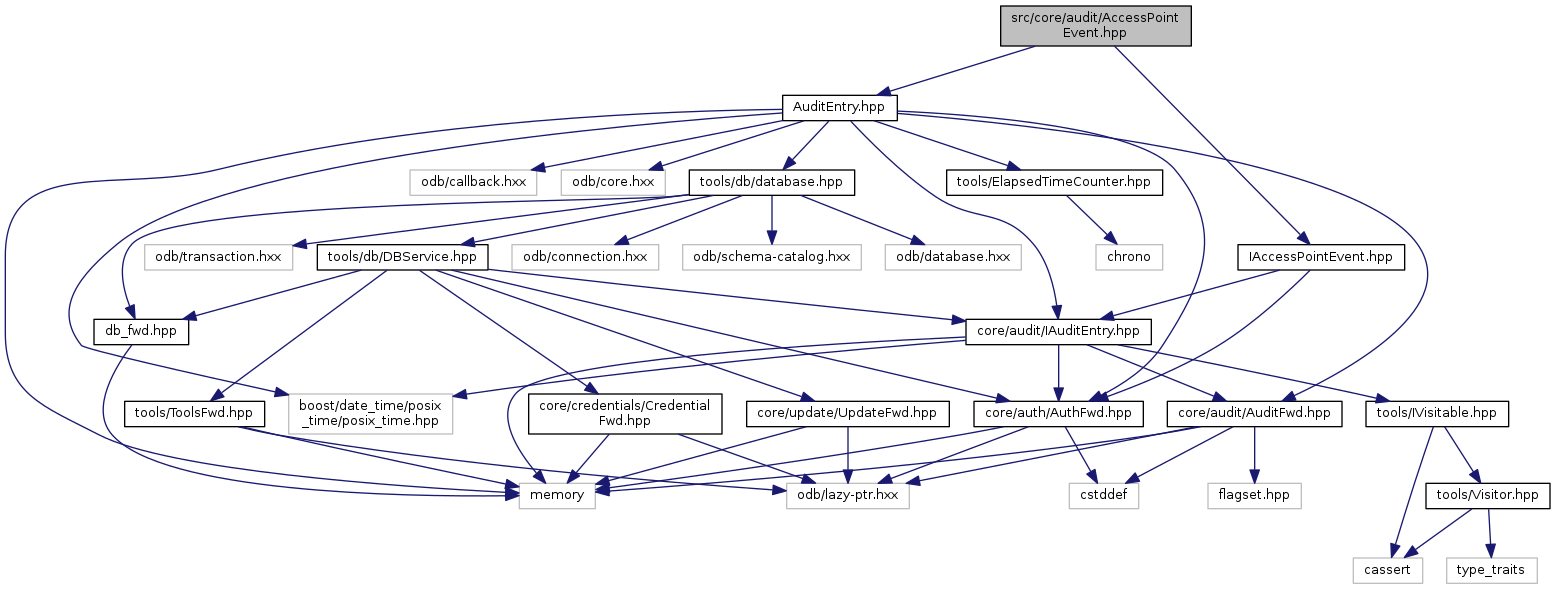 src/core/audit/AccessPoint
Event.hpp
AuditEntry.hpp
odb/callback.hxx
odb/core.hxx
tools/db/database.hpp
tools/ElapsedTimeCounter.hpp
odb/transaction.hxx
tools/db/DBService.hpp
odb/connection.hxx
odb/schema-catalog.hxx
odb/database.hxx
chrono
IAccessPointEvent.hpp
db_fwd.hpp
core/audit/IAuditEntry.hpp
tools/ToolsFwd.hpp
boost/date_time/posix
_time/posix_time.hpp
core/credentials/Credential
Fwd.hpp
core/update/UpdateFwd.hpp
core/auth/AuthFwd.hpp
core/audit/AuditFwd.hpp
tools/IVisitable.hpp
memory
odb/lazy-ptr.hxx
cstddef
flagset.hpp
tools/Visitor.hpp
cassert
type_traits